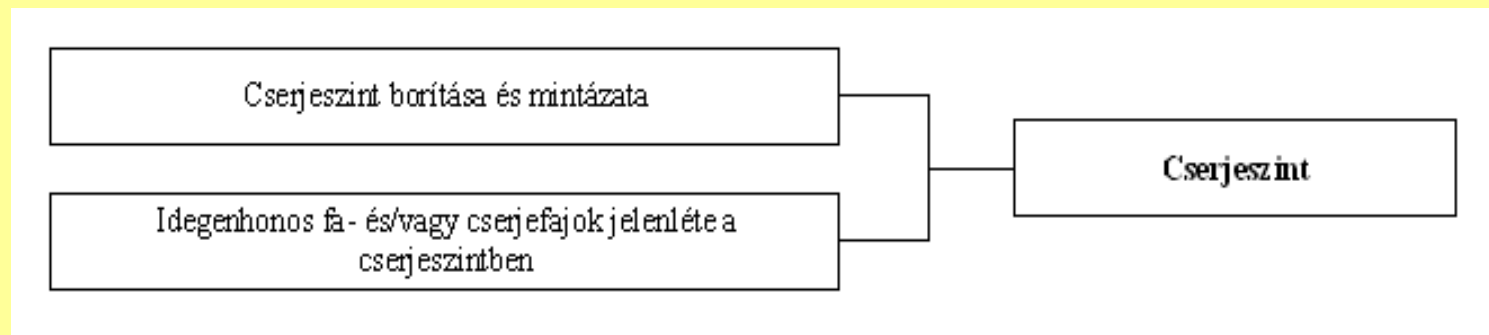 Cserjeszint borítása és mintázata
Cserjeszint
Idegenhonos fa- és/vagy cserjefajok jelenléte a
cserjeszintben